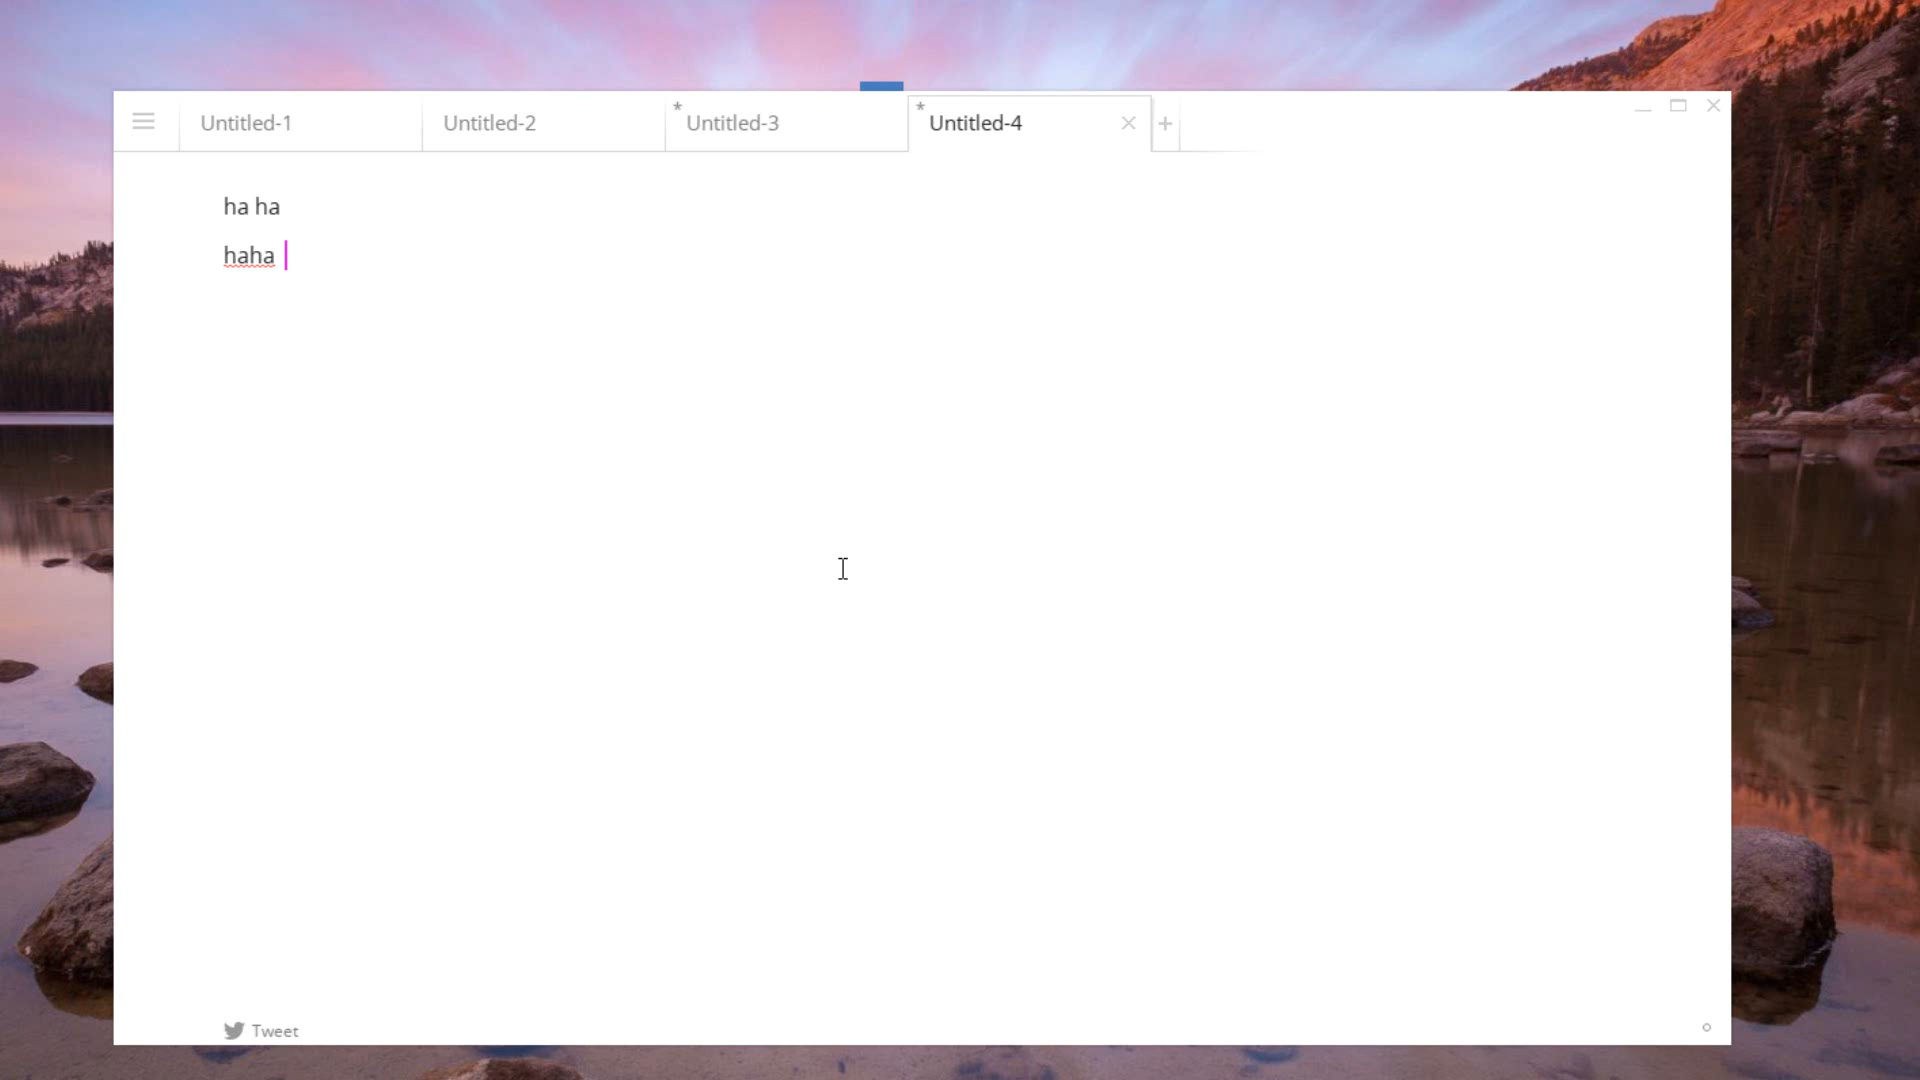 Untitled-1
Untitled-2
* Untitled-3
* Untitled-4
ha ha
haha
Tweet